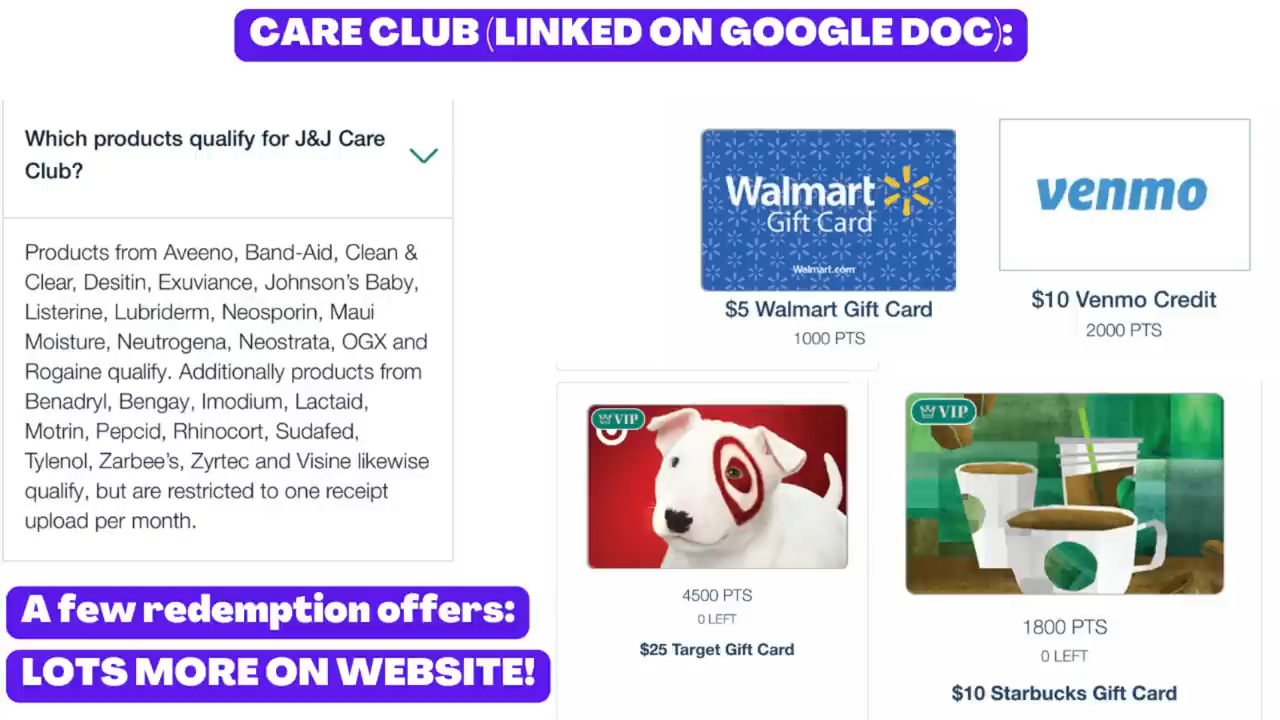 CARE CLUB (LINKED ON GOOGLE DOC):
Which products qualify for J&J Care
Club?
Products from Aveeno, Band-Aid, Clean &
Clear, Desitin, Exuviance, Johnson's Baby,
Listerine, Lubriderm, Neosporin, Maui
Moisture, Neutrogena, Neostrata, OGX and
Rogaine qualify. Additionally products from
Benadryl, Bengay, Imodium, Lactaid,
Motrin, Pepcid, Rhinocort, Sudafed,
Tylenol, Zarbee's, Zyrtec and Visine likewise
qualify, but are restricted to one receipt
upload per month.
A few redemption offers:
LOTS MORE ON WEBSITE!
Walmart
Gift Card
Walmart.com
$5 Walmart Gift Card
1000 PTS
venmo
$10 Venmo Credit
2000 PTS
VIP
4500 PTS
0 LEFT
$25 Target Gift Card
VIP
1800 PTS
0 LEFT
$10 Starbucks Gift Card